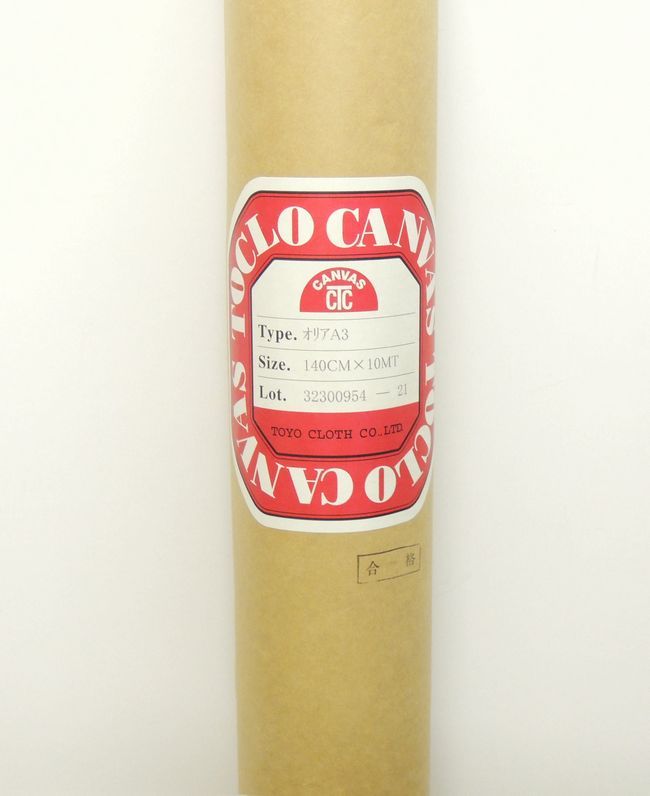 TOCLO CANVAS TOCLO CANVAS
CANVAS
CTC
Type. オリアA3
Size. 140CM×10MT
Lot. 32300954 — 21
TOYO CLOTH CO.,LTD.
合格